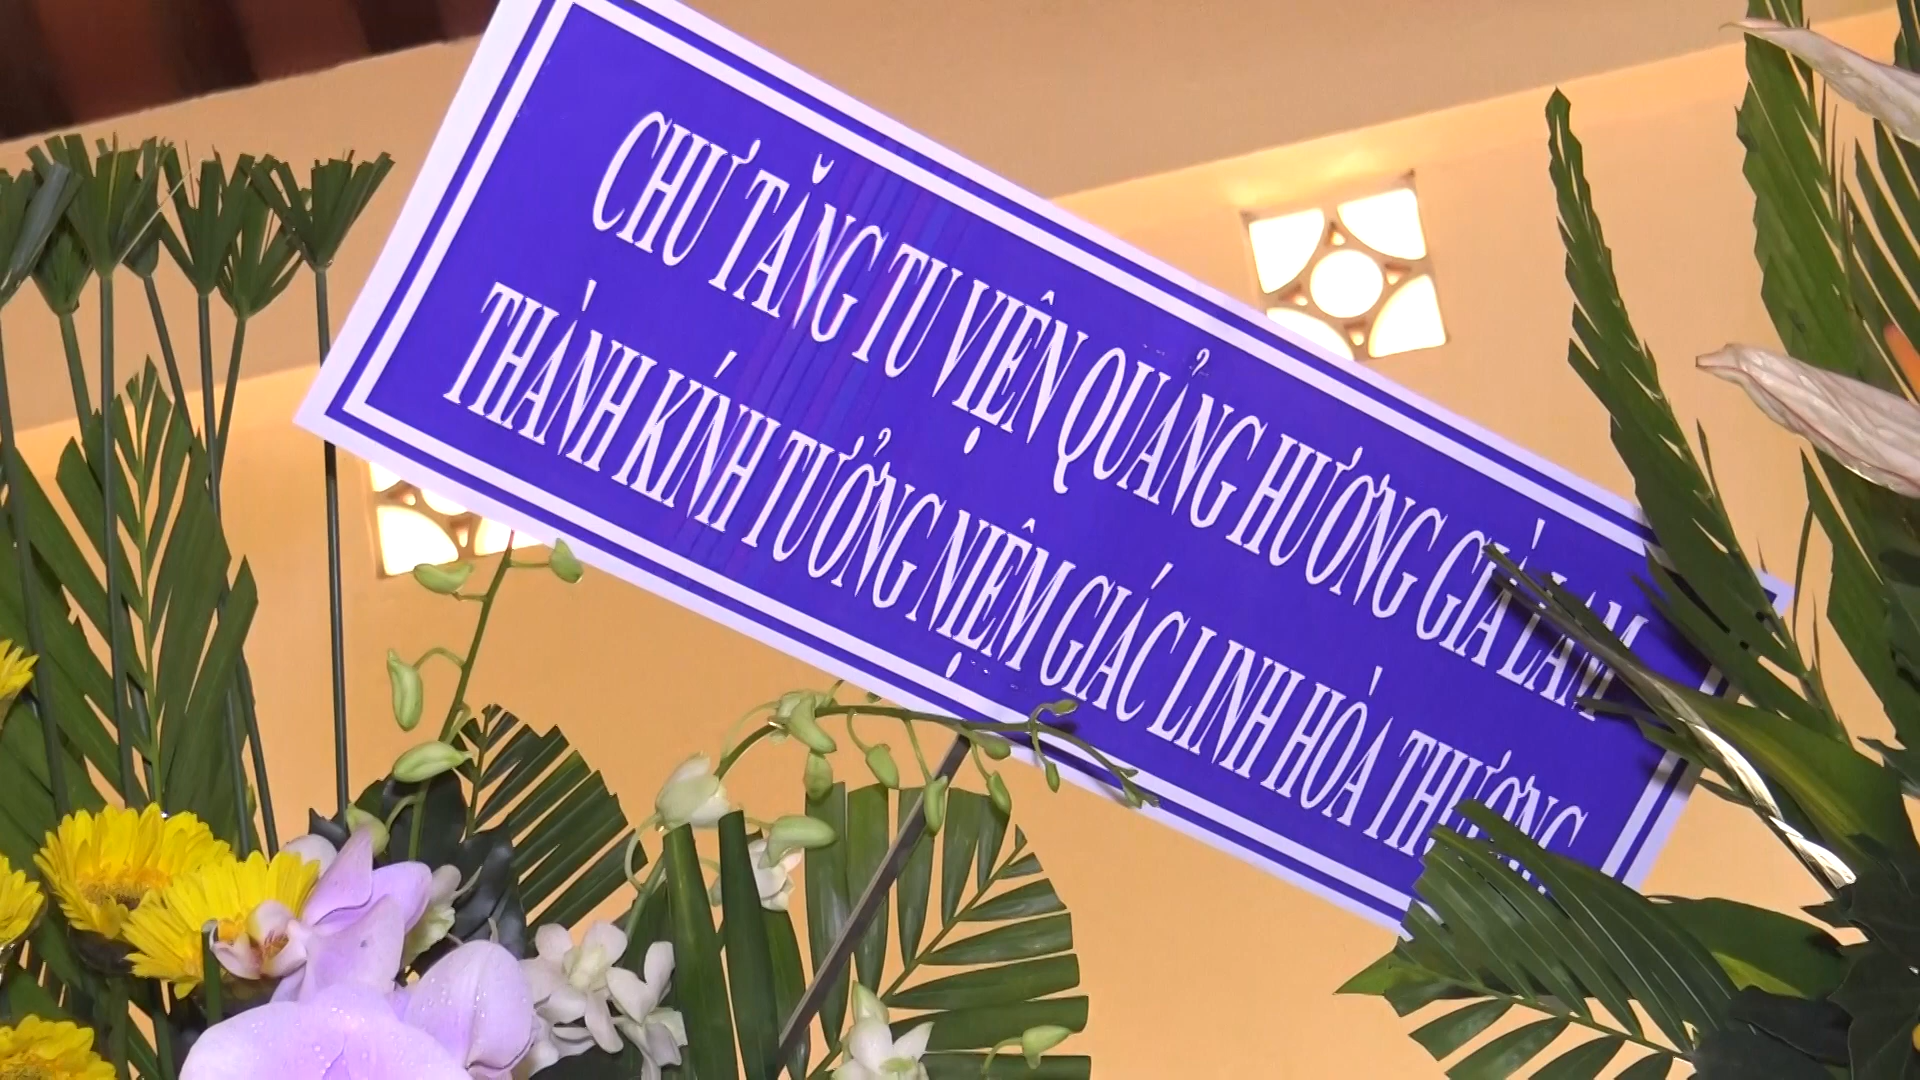 CHƯ TĂNG TU VIỆN QUẢNG HƯƠNG GIÀ LAM
THÀNH KÍNH TƯỞNG NIỆM GIÁC LINH HÒA THƯỢNG